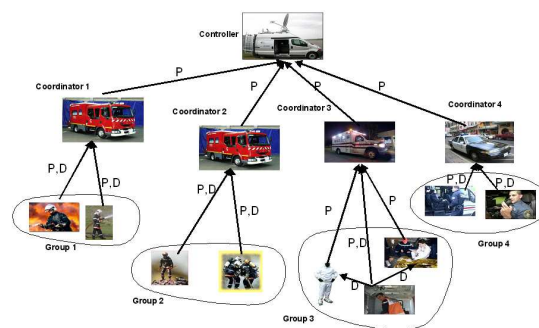 Controller
P
P
P
P
Coordinator 1
Coordinator 2
Coordinator 3
Coordinator 4
P,D
P,D
P,D
P,D
P
P,D
P
P,D
P,D
D
D
Group 1
Group 2
Group 3
Group 4